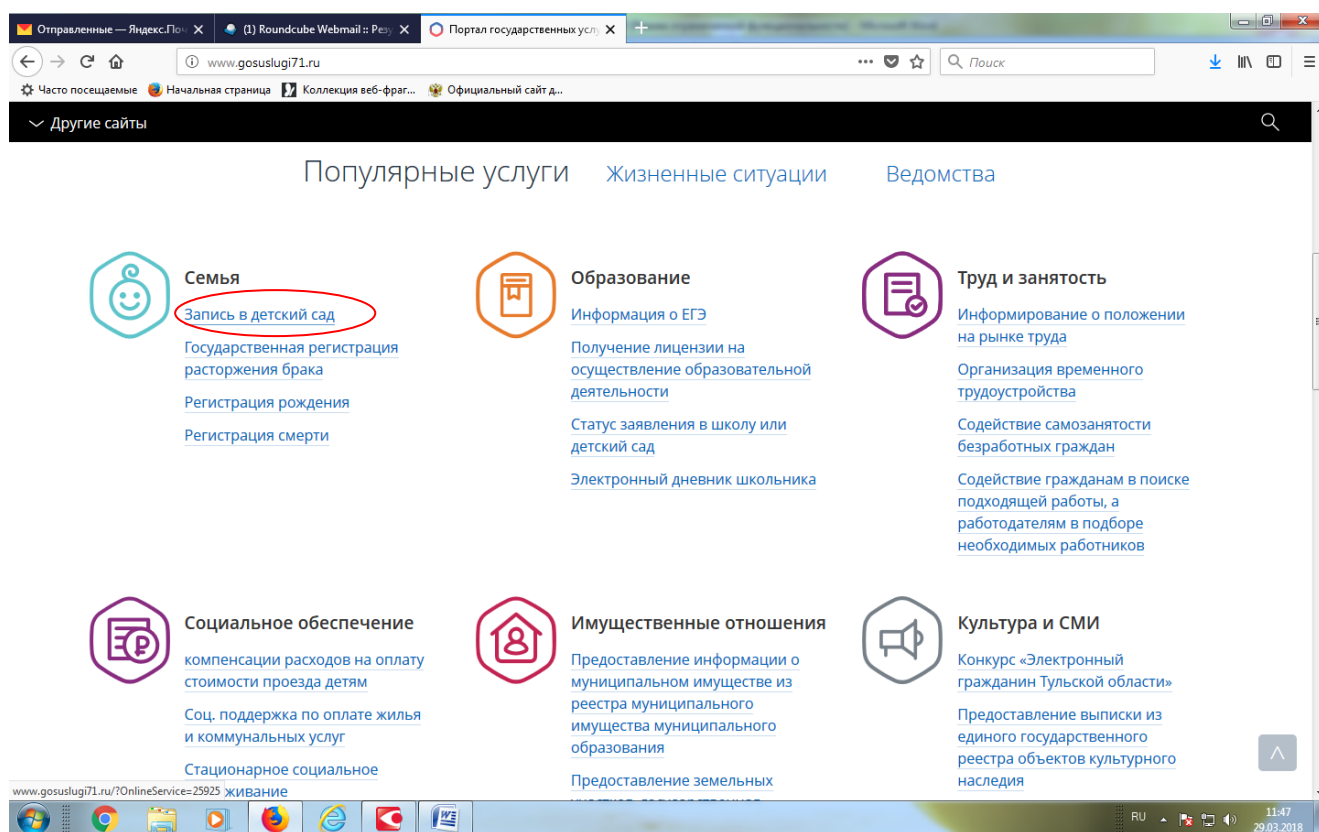 Отправленные — Яндекс.Поч
(1) Roundcube Webmail :: Резу
Портал государственных услу
www.gosuslugi71.ru
Поиск
Часто посещаемые
Начальная страница
Коллекция веб-фраг...
Официальный сайт д...
Другие сайты
Популярные услуги
Жизненные ситуации
Ведомства
Семья
Запись в детский сад
Государственная регистрация
расторжения брака
Регистрация рождения
Регистрация смерти
Образование
Информация о ЕГЭ
Получение лицензии на
осуществление образовательной
деятельности
Статус заявления в школу или
детский сад
Электронный дневник школьника
Труд и занятость
Информирование о положении
на рынке труда
Организация временного
трудоустройства
Содействие самозанятости
безработных граждан
Содействие гражданам в поиске
подходящей работы, а
работодателям в подборе
необходимых работников
Социальное обеспечение
компенсации расходов на оплату
стоимости проезда детям
Соц. поддержка по оплате жилья
и коммунальных услуг
Стационарное социальное
живание
Имущественные отношения
Предоставление информации о
муниципальном имуществе из
реестра муниципального
имущества муниципального
образования
Предоставление земельных
Культура и СМИ
Конкурс «Электронный
гражданин Тульской области»
Предоставление выписки из
единого государственного
реестра объектов культурного
наследия
www.gosuslugi71.ru/?OnlineService=25925
RU
11:47
29.03.2018